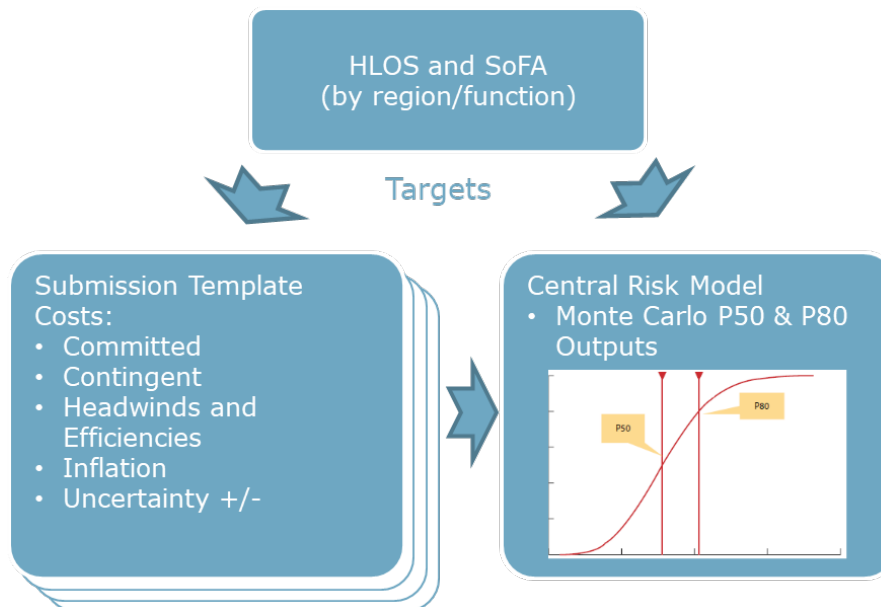 HLOS and SoFA
(by region/function)
Targets
Submission Template
Costs:
• Committed
• Contingent
• Headwinds and
Efficiencies
• Inflation
• Uncertainty +/-
Central Risk Model
• Monte Carlo P50 & P80
Outputs
P50
P80